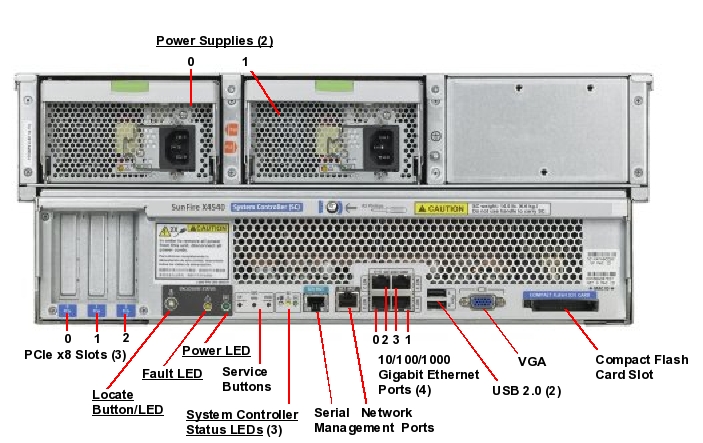 Power Supplies (2)
0 1
Sun Fire X4540 System Controller (SC) CAUTION
2X CAUTION
COMPACT FLASH (CF) CARD
0 1 2
0 2 3 1
PCIe x8 Slots (3)
Power LED
Fault LED
Locate
Button/LED
Service
Buttons
System Controller
Status LEDs (3)
Serial Network
Management Ports
10/100/1000
Gigabit Ethernet
Ports (4)
USB 2.0 (2)
VGA
Compact Flash
Card Slot